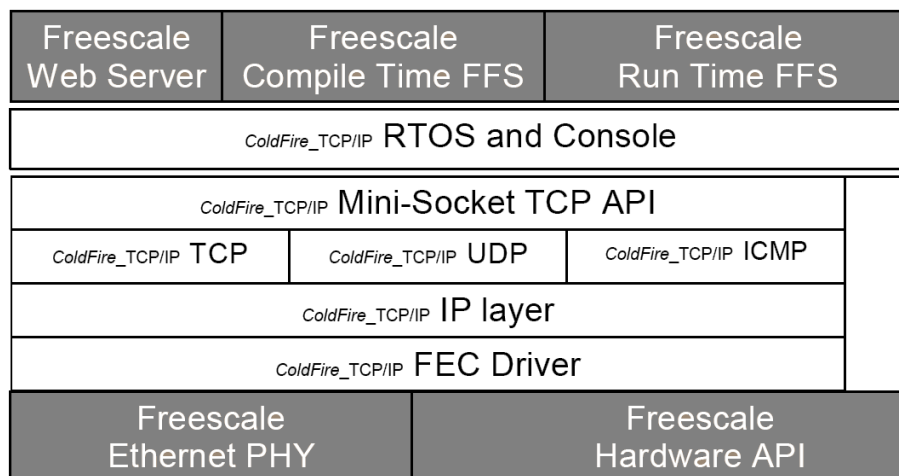 Freescale
Web Server
Freescale
Compile Time FFS
Freescale
Run Time FFS
ColdFire_TCP/IP RTOS and Console
ColdFire_TCP/IP Mini-Socket TCP API
ColdFire_TCP/IP TCP
ColdFire_TCP/IP UDP
ColdFire_TCP/IP ICMP
ColdFire_TCP/IP IP layer
ColdFire_TCP/IP FEC Driver
Freescale
Ethernet PHY
Freescale
Hardware API